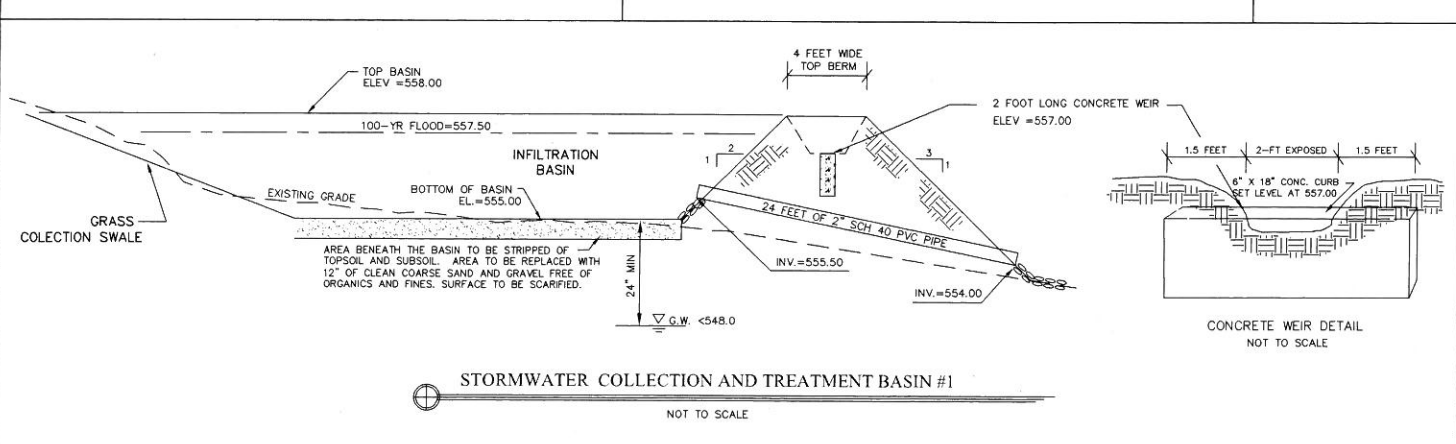 4 FEET WIDE
TOP BERM
TOP BASIN
ELEV =558.00
2 FOOT LONG CONCRETE WEIR
ELEV =557.00
100-YR FLOOD=557.50
INFILTRATION
BASIN
2
1
3
1
1.5 FEET
2-FT EXPOSED
1.5 FEET
6" X 18" CONC. CURB
SET LEVEL AT 557.00
EXISTING GRADE
BOTTOM OF BASIN
EL.=555.00
GRASS
COLECTION SWALE
24 FEET OF 2" SCH 40 PVC PIPE
AREA BENEATH THE BASIN TO BE STRIPPED OF
TOPSOIL AND SUBSOIL. AREA TO BE REPLACED WITH
12" OF CLEAN COARSE SAND AND GRAVEL FREE OF
ORGANICS AND FINES. SURFACE TO BE SCARIFIED.
24" MIN
INV.=555.50
INV.=554.00
G.W. <548.0
CONCRETE WEIR DETAIL
NOT TO SCALE
STORMWATER COLLECTION AND TREATMENT BASIN #1
NOT TO SCALE